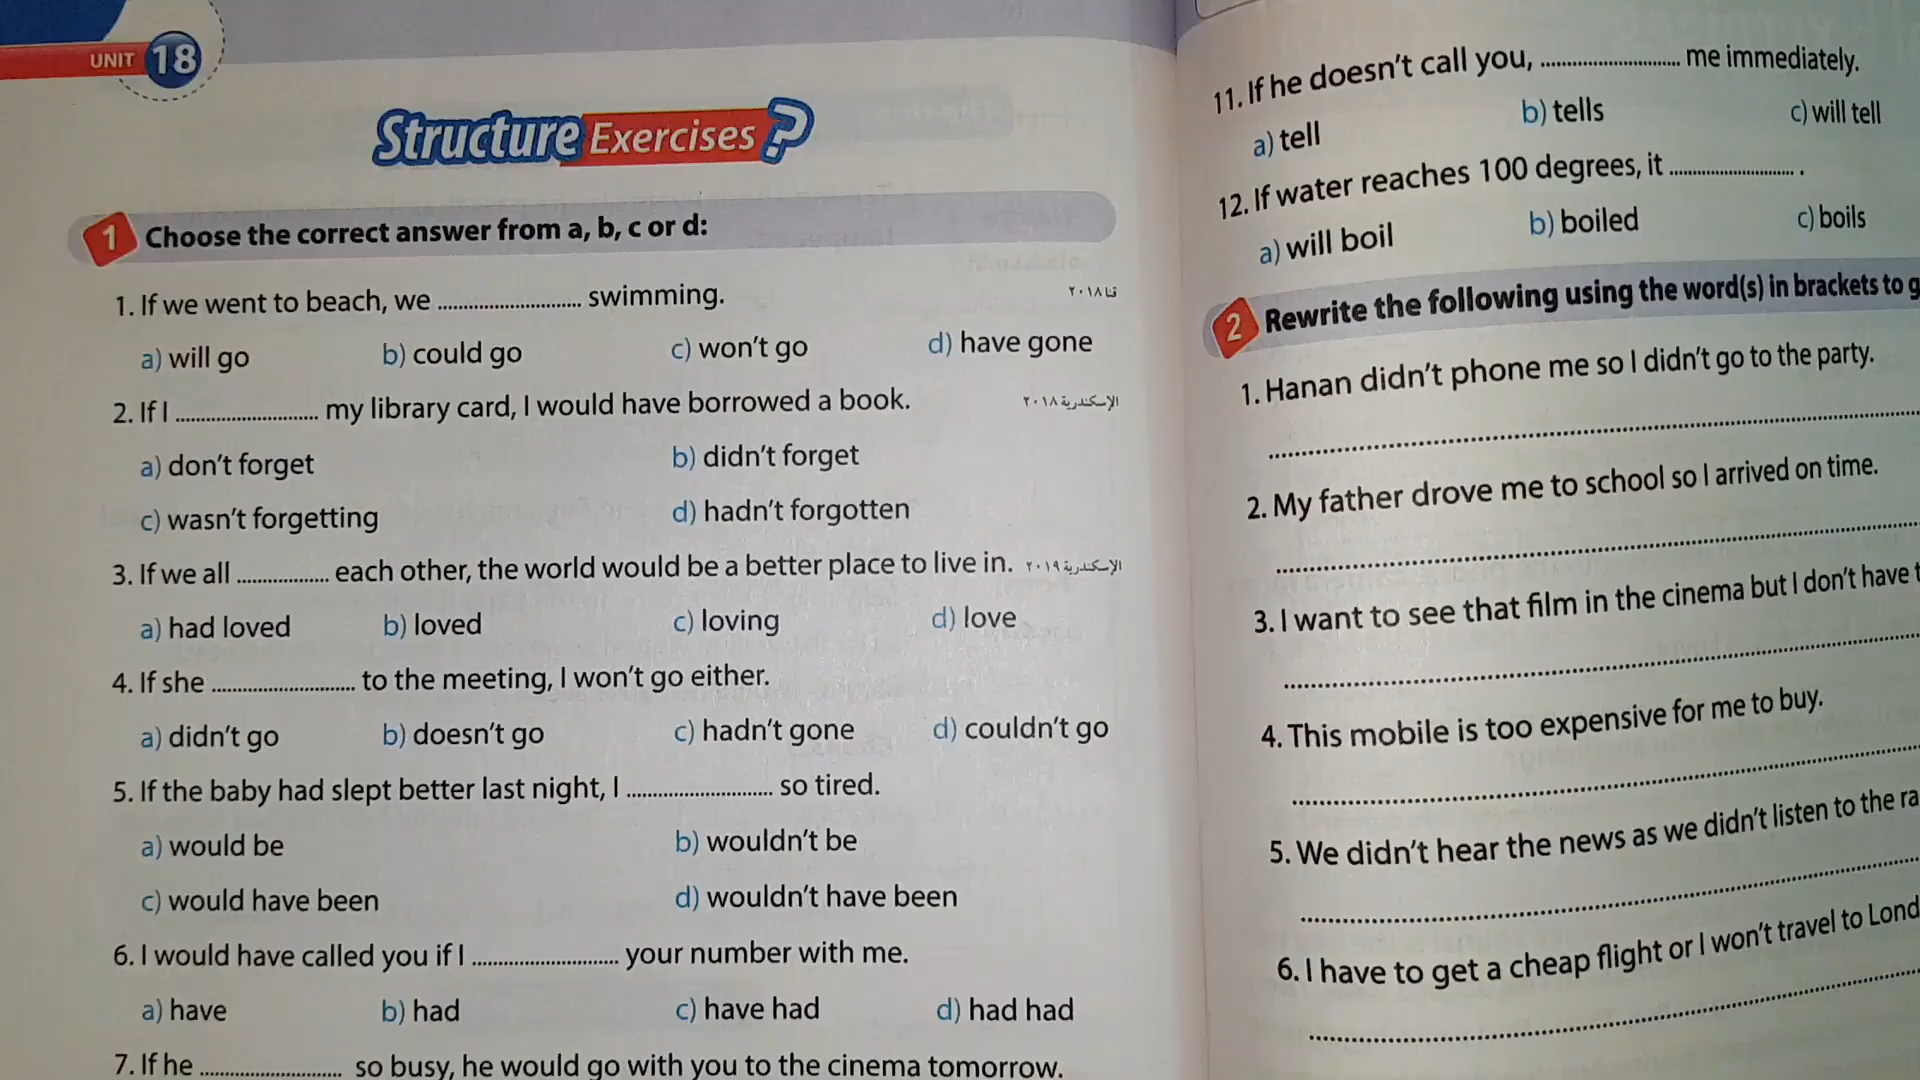 UNIT 18
Structure Exercises ?
1 Choose the correct answer from a, b, c or d:
1. If we went to beach, we .......................... swimming. قنا ٢٠١٨
a) will go b) could go c) won't go d) have gone
2. If I .......................... my library card, I would have borrowed a book. الإسكندرية ٢٠١٨
a) don't forget b) didn't forget
c) wasn't forgetting d) hadn't forgotten
3. If we all ................. each other, the world would be a better place to live in. الإسكندرية ٢٠١٩
a) had loved b) loved c) loving d) love
4. If she .......................... to the meeting, I won't go either.
a) didn't go b) doesn't go c) hadn't gone d) couldn't go
5. If the baby had slept better last night, I .......................... so tired.
a) would be b) wouldn't be
c) would have been d) wouldn't have been
6. I would have called you if I .......................... your number with me.
a) have b) had c) have had d) had had
7. If he .......................... so busy, he would go with you to the cinema tomorrow.
11. If he doesn't call you, .......................... me immediately.
a) tell b) tells c) will tell
12. If water reaches 100 degrees, it .......................... .
a) will boil b) boiled c) boils
2 Rewrite the following using the word(s) in brackets to g
1. Hanan didn't phone me so I didn't go to the party.
2. My father drove me to school so I arrived on time.
3. I want to see that film in the cinema but I don't have t
4. This mobile is too expensive for me to buy.
5. We didn't hear the news as we didn't listen to the ra
6. I have to get a cheap flight or I won't travel to Lond